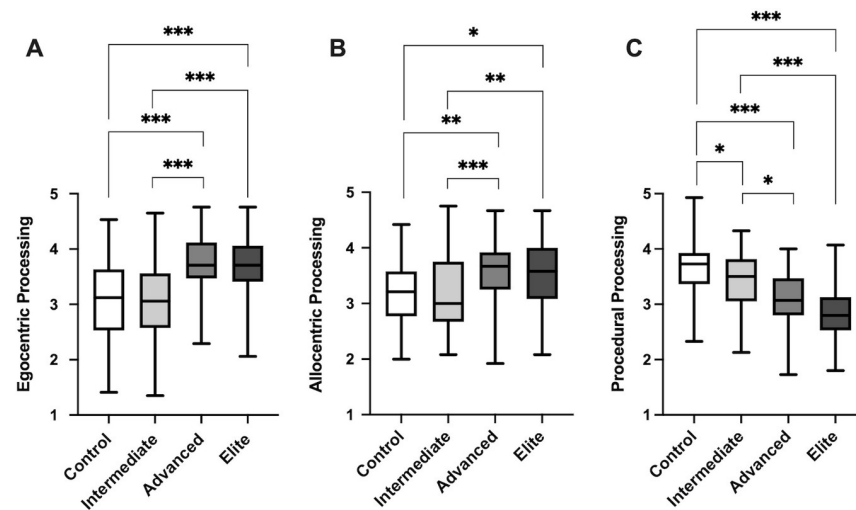 A
***
***
***
***
Egocentric Processing
5
4
3
2
1
Control
Intermediate
Advanced
Elite
B
*
**
**
***
Allocentric Processing
5
4
3
2
1
Control
Intermediate
Advanced
Elite
C
***
***
***
*
*
Procedural Processing
5
4
3
2
1
Control
Intermediate
Advanced
Elite